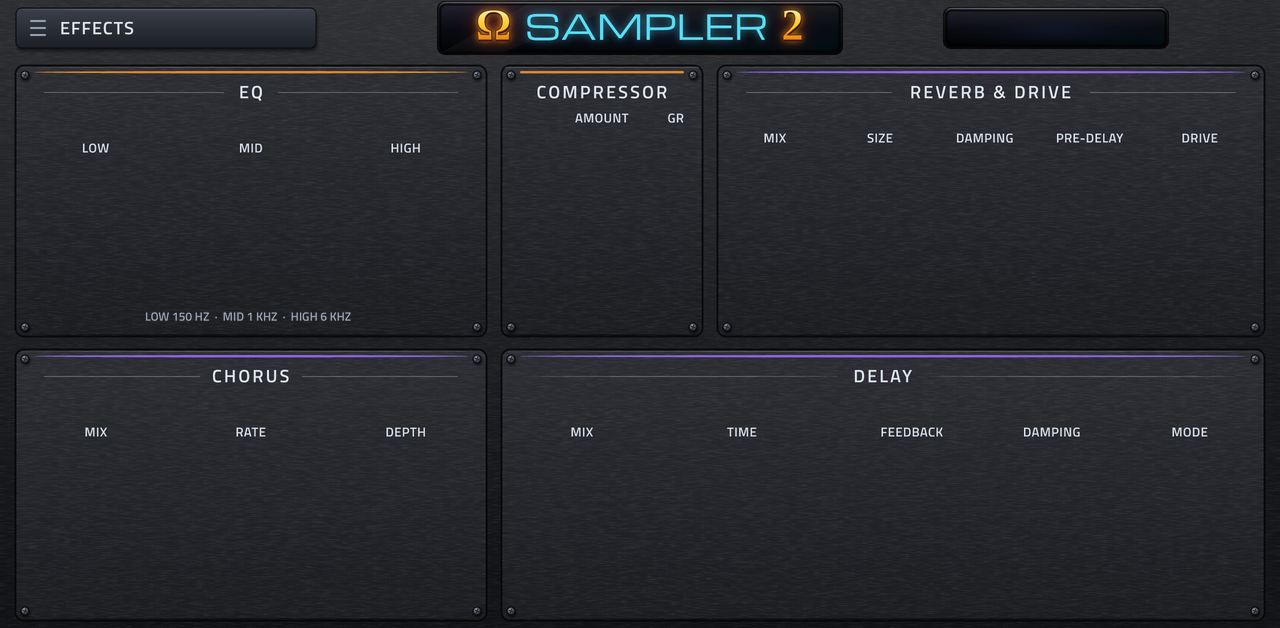 EFFECTS
Ω SAMPLER 2
EQ
LOW MID HIGH
LOW 150 HZ · MID 1 KHZ · HIGH 6 KHZ
COMPRESSOR
AMOUNT GR
REVERB & DRIVE
MIX SIZE DAMPING PRE-DELAY DRIVE
CHORUS
MIX RATE DEPTH
DELAY
MIX TIME FEEDBACK DAMPING MODE